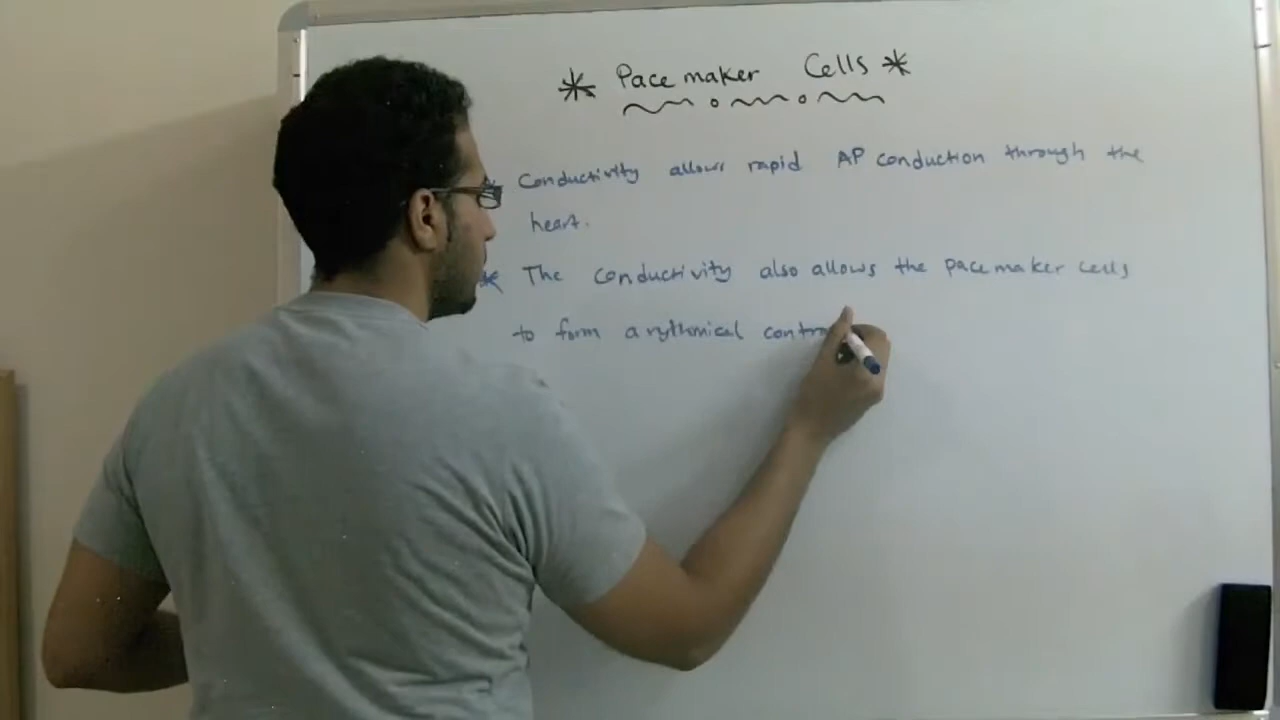 * Pacemaker Cells *
Conductivity allows rapid AP conduction through the
heart.
* The conductivity also allows the pacemaker cells
to form a rythmical contra